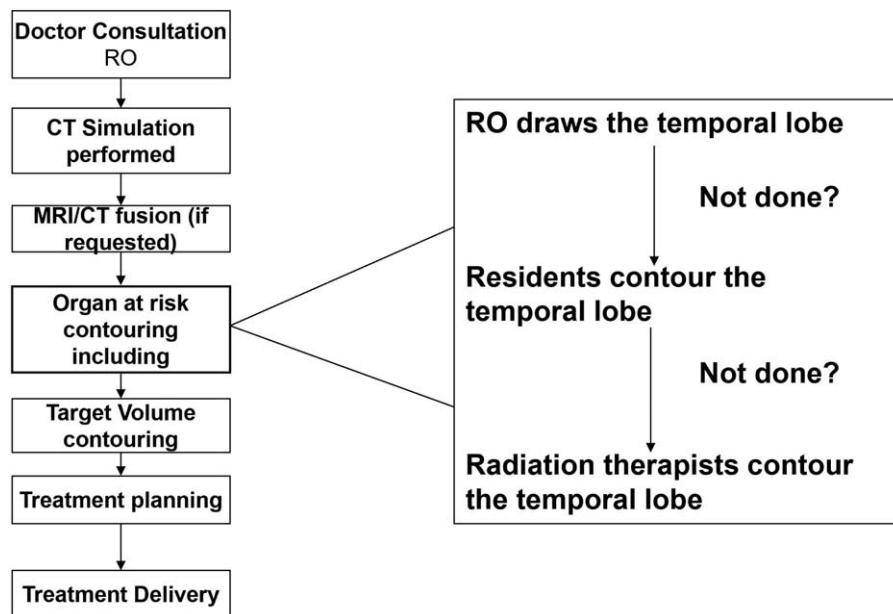 Doctor Consultation
RO
CT Simulation
performed
MRI/CT fusion (if
requested)
Organ at risk
contouring
including
Target Volume
contouring
Treatment planning
Treatment Delivery
RO draws the temporal lobe
Not done?
Residents contour the
temporal lobe
Not done?
Radiation therapists contour
the temporal lobe